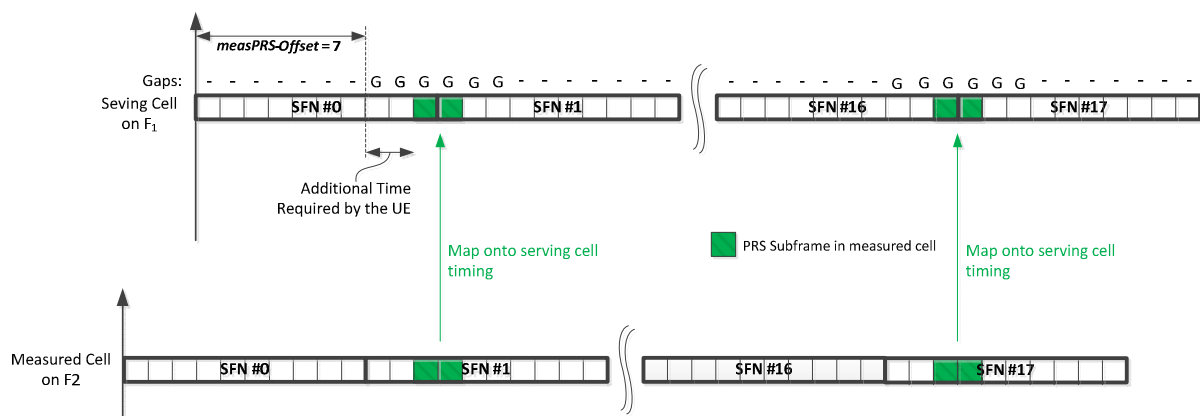 measPRS-Offset = 7
Gaps: - - - - - - - G G G G G G - - - - - - - - - - - - - - G G G G G G - - - - - - -
Seving Cell
on F1
SFN #0
SFN #1
SFN #16
SFN #17
Additional Time
Required by the UE
Map onto serving cell
timing
PRS Subframe in measured cell
Map onto serving cell
timing
Measured Cell
on F2
SFN #0
SFN #1
SFN #16
SFN #17